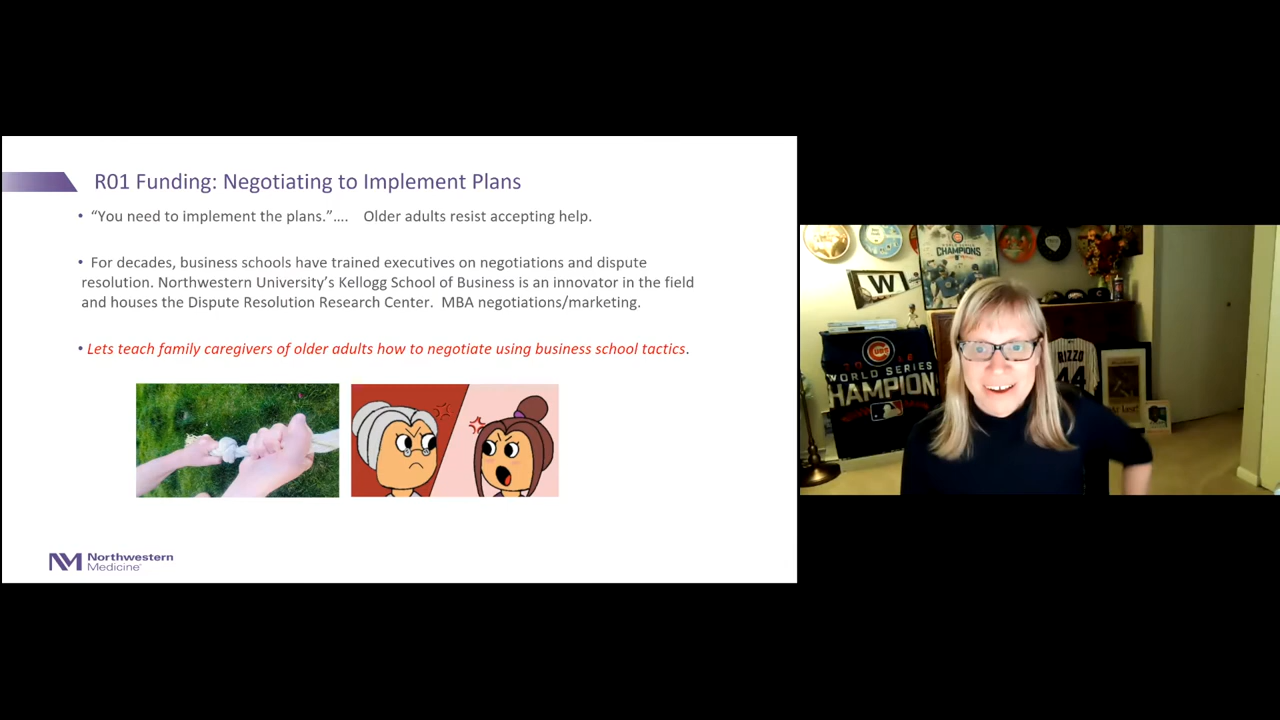 R01 Funding: Negotiating to Implement Plans
• “You need to implement the plans.”…. Older adults resist accepting help.
• For decades, business schools have trained executives on negotiations and dispute
resolution. Northwestern University’s Kellogg School of Business is an innovator in the field
and houses the Dispute Resolution Research Center. MBA negotiations/marketing.
• Lets teach family caregivers of older adults how to negotiate using business school tactics.
Northwestern
Medicine
CHAMPIONS
W
CUBS
WORLD SERIES
HAMPION
RIZZO
44